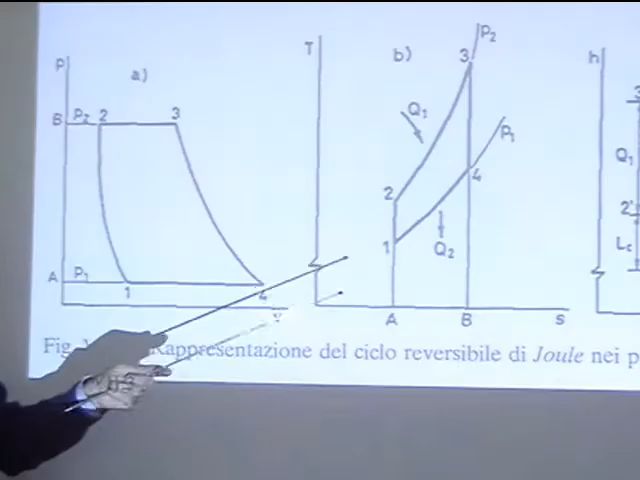 a)
P
B P2 2 3
A P1 1 4
T
b)
P2
3
Q1
P1
2
4
1
Q2
A B s
h
Q1
2'
Lc
Rappresentazione del ciclo reversibile di Joule nei p